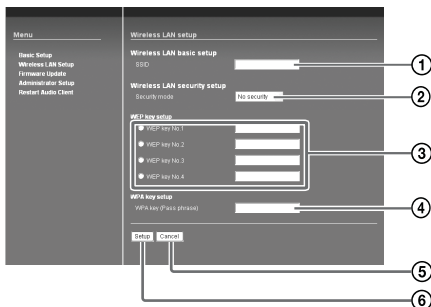 Menu
Basic Setup
Wireless LAN Setup
Firmware Update
Administrator Setup
Restart Audio Client
Wireless LAN setup
Wireless LAN basic setup
SSID
1
Wireless LAN security setup
Security mode
No security
2
WEP key setup
WEP key No.1
WEP key No.2
WEP key No.3
WEP key No.4
3
WPA key setup
WPA key (Pass phrase)
4
Setup
Cancel
5
6